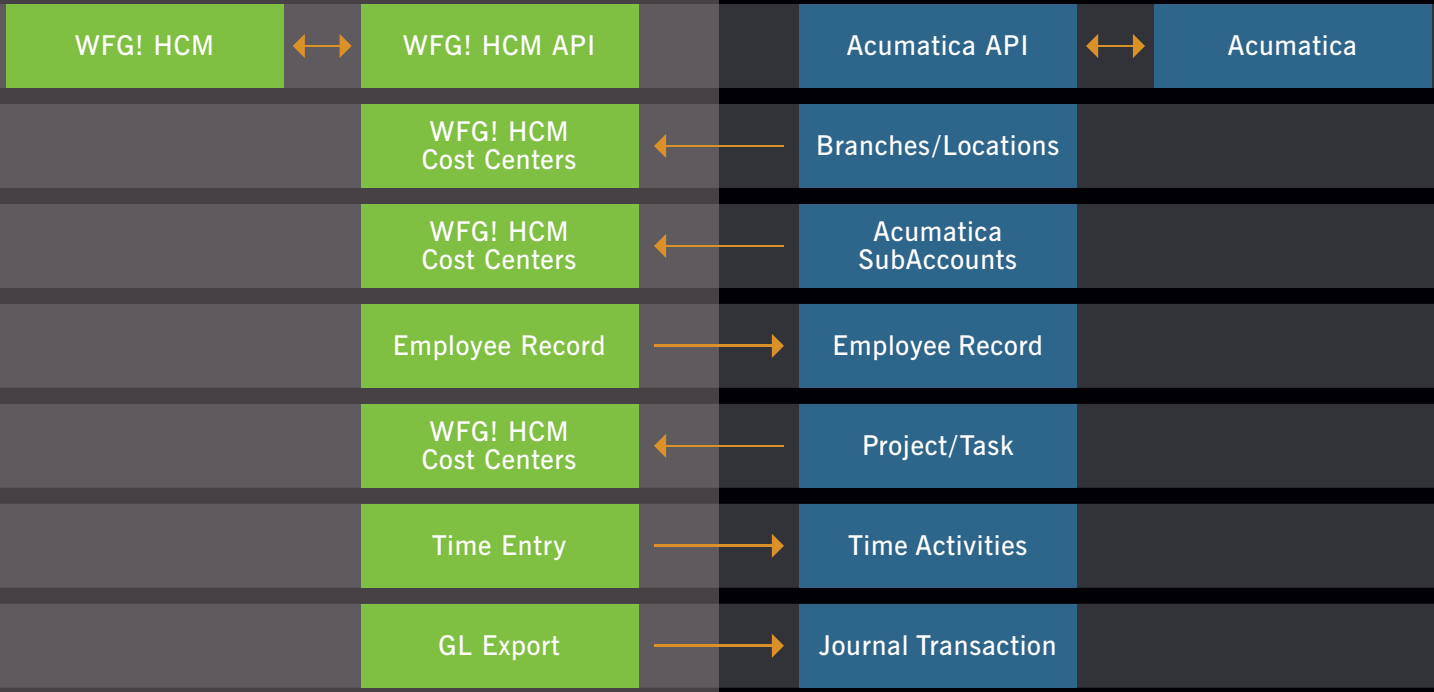 WFG! HCM
WFG! HCM API
Acumatica API
Acumatica
WFG! HCM
Cost Centers
Branches/Locations
WFG! HCM
Cost Centers
Acumatica
SubAccounts
Employee Record
Employee Record
WFG! HCM
Cost Centers
Project/Task
Time Entry
Time Activities
GL Export
Journal Transaction